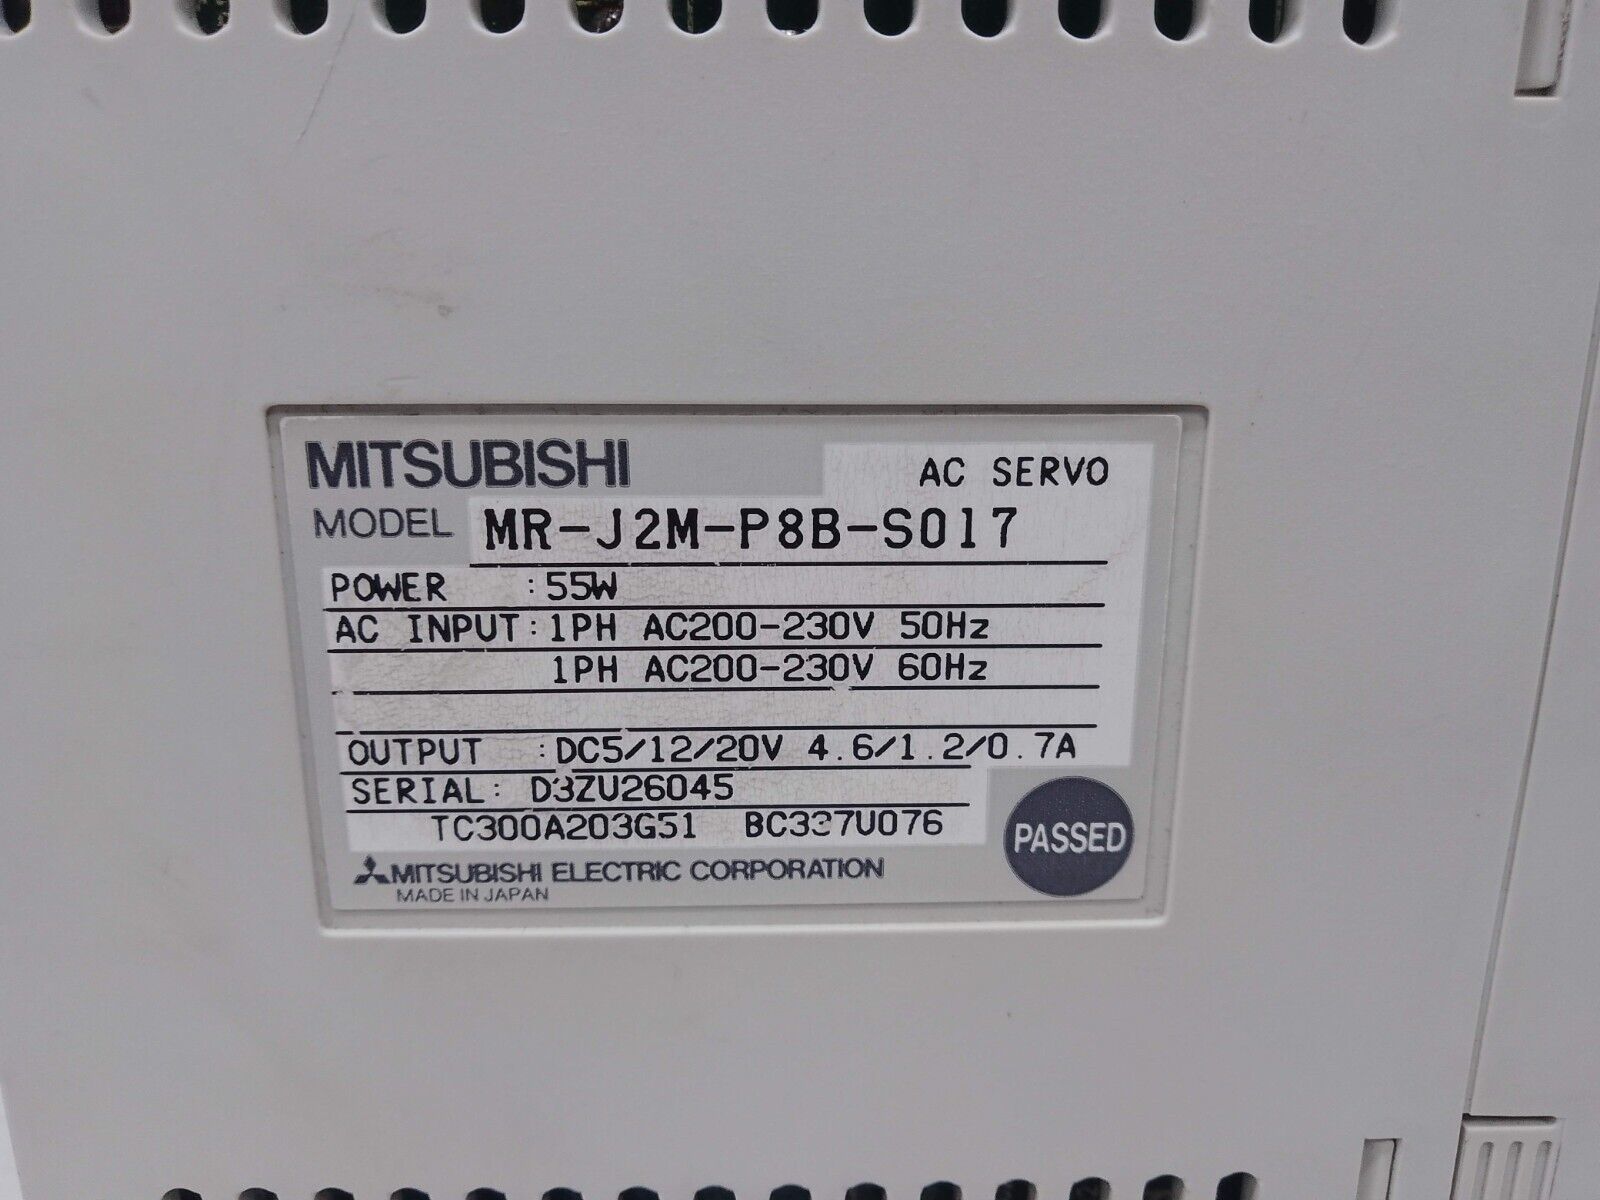 MITSUBISHI AC SERVO
MODEL MR-J2M-P8B-S017
POWER :55W
AC INPUT:1PH AC200-230V 50Hz
1PH AC200-230V 60Hz
OUTPUT :DC5/12/20V 4.6/1.2/0.7A
SERIAL: D3ZU26045
TC300A203G51 BC337U076
PASSED
MITSUBISHI ELECTRIC CORPORATION
MADE IN JAPAN